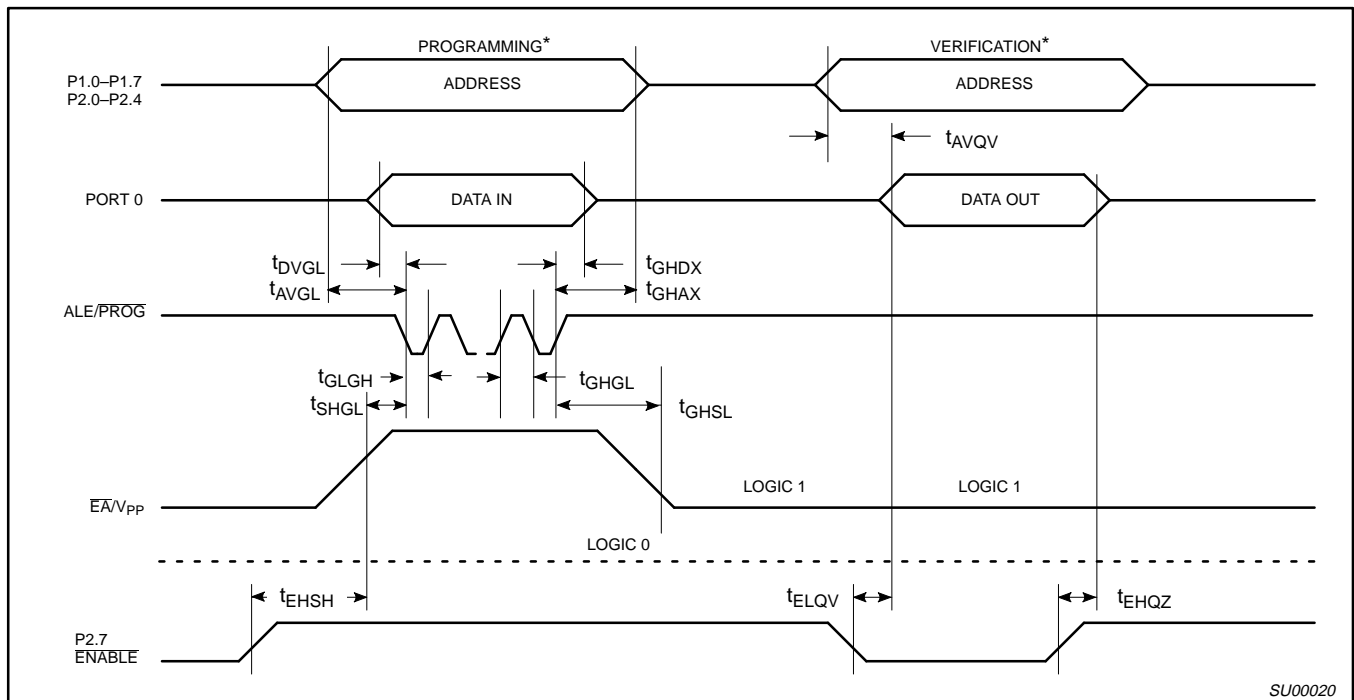 PROGRAMMING* VERIFICATION*
P1.0–P1.7
P2.0–P2.4
ADDRESS ADDRESS
tAVQV
PORT 0 DATA IN DATA OUT
tDVGL tGHDX
tAVGL tGHAX
ALE/PROG
tGLGH tGHGL
tSHGL tGHSL
EA/VPP LOGIC 1 LOGIC 1
LOGIC 0
tEHSH tELQV tEHQZ
P2.7
ENABLE
SU00020